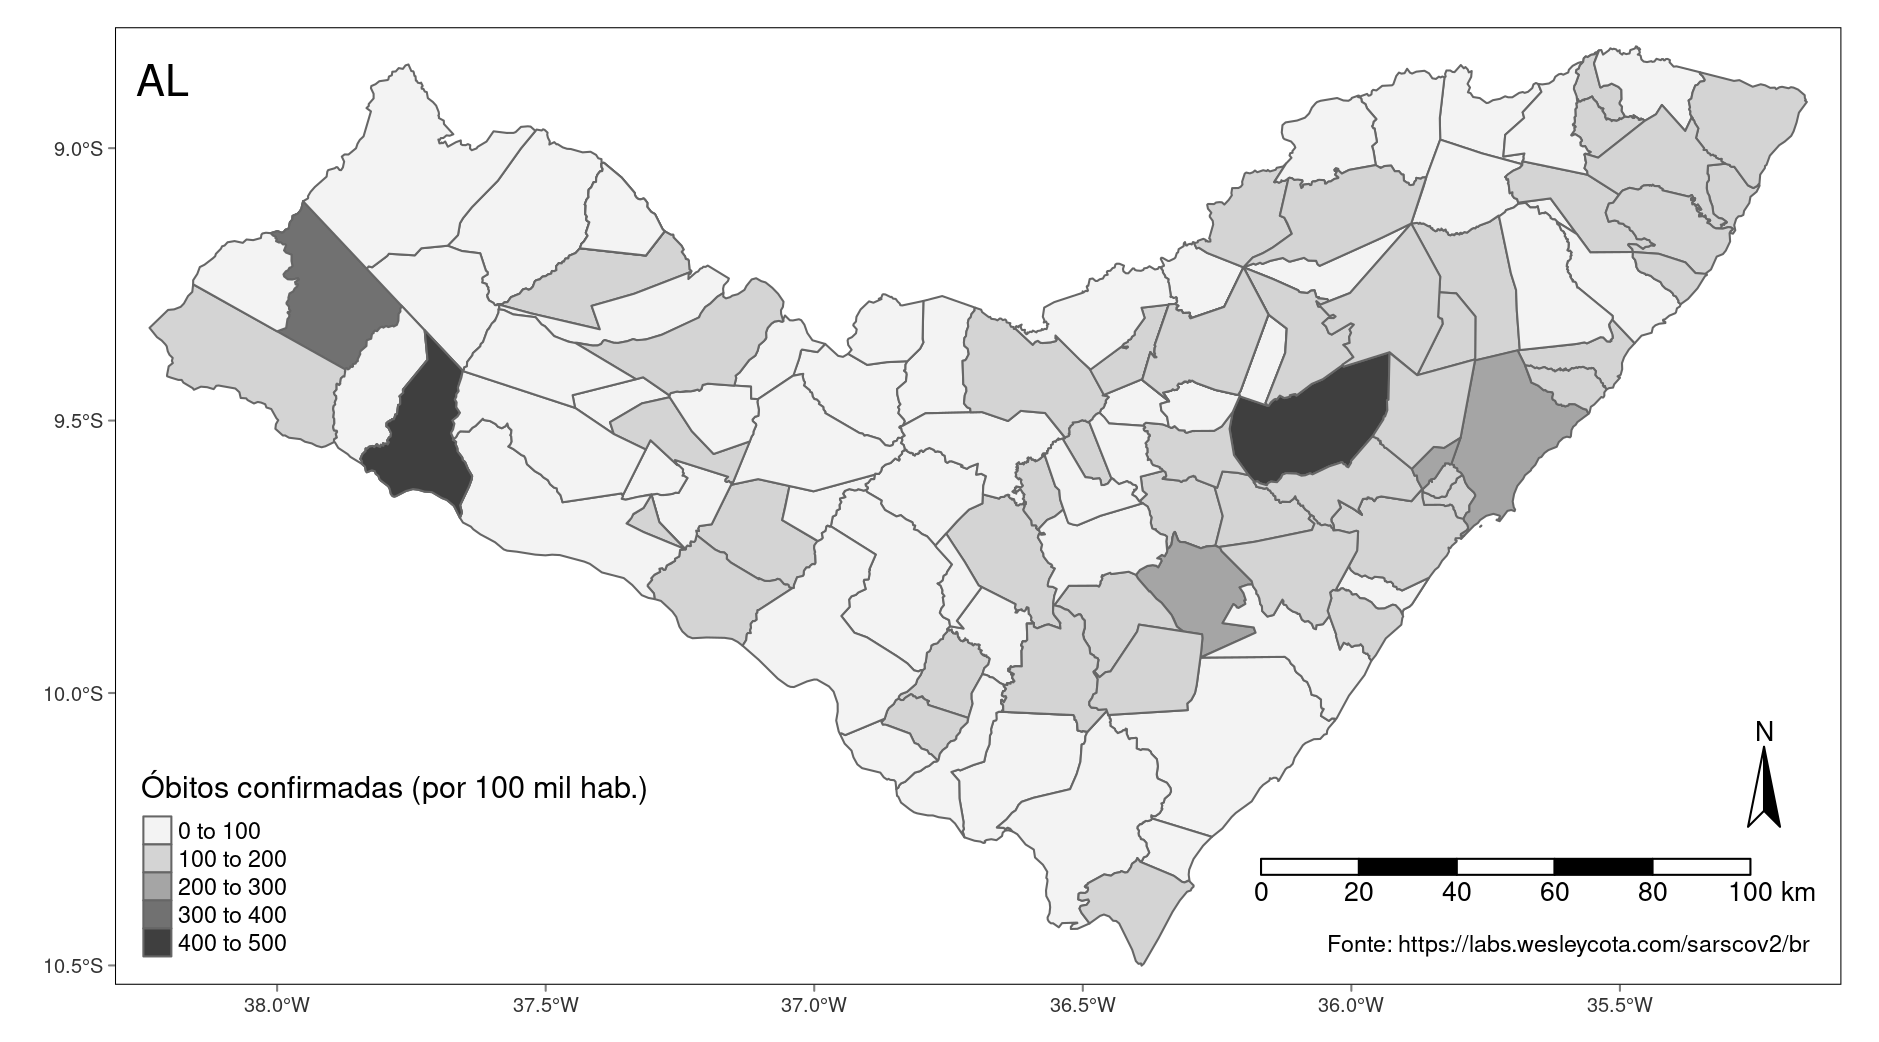 AL
9.0°S
9.5°S
10.0°S
10.5°S
Óbitos confirmadas (por 100 mil hab.)
0 to 100
100 to 200
200 to 300
300 to 400
400 to 500
N
0 20 40 60 80 100 km
Fonte: https://labs.wesleycota.com/sarscov2/br
38.0°W 37.5°W 37.0°W 36.5°W 36.0°W 35.5°W